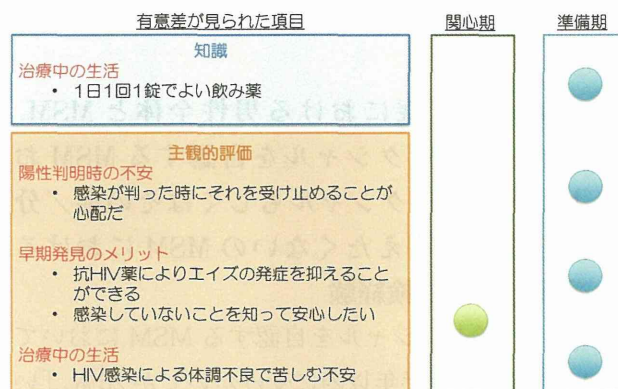 有意差が見られた項目
関心期
準備期
知識
治療中の生活
• 1日1回1錠でよい飲み薬
主観的評価
陽性判明時の不安
• 感染が判った時にそれを受け止めることが
心配だ
早期発見のメリット
• 抗HIV薬によりエイズの発症を抑えること
ができる
• 感染していないことを知って安心したい
治療中の生活
• HIV感染による体調不良で苦しむ不安